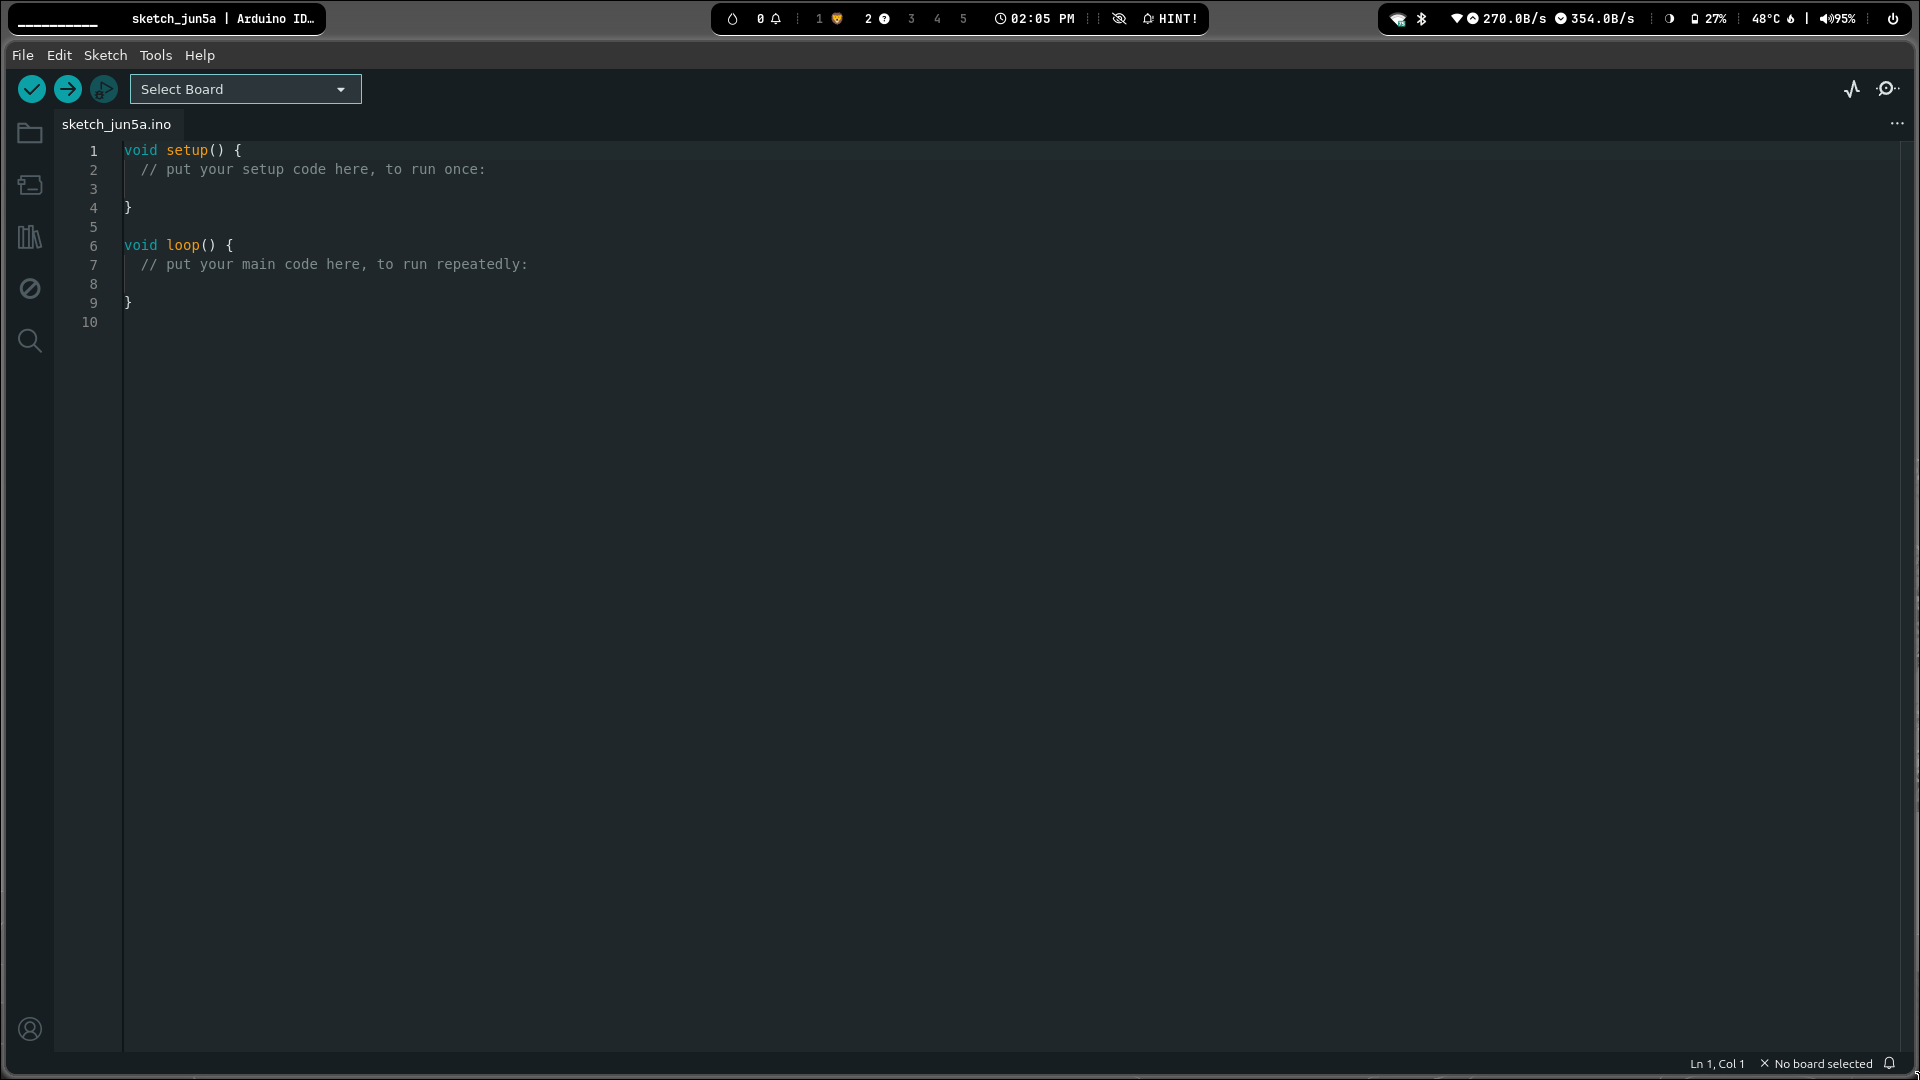 __________ sketch_jun5a | Arduino ID…
0 1 2 3 4 5 02:05 PM HINT!
270.0B/s 354.0B/s 27% 48°C | 95%
File Edit Sketch Tools Help
Select Board
sketch_jun5a.ino
1 void setup() {
2 // put your setup code here, to run once:
3
4 }
5
6 void loop() {
7 // put your main code here, to run repeatedly:
8
9 }
10
Ln 1, Col 1 No board selected